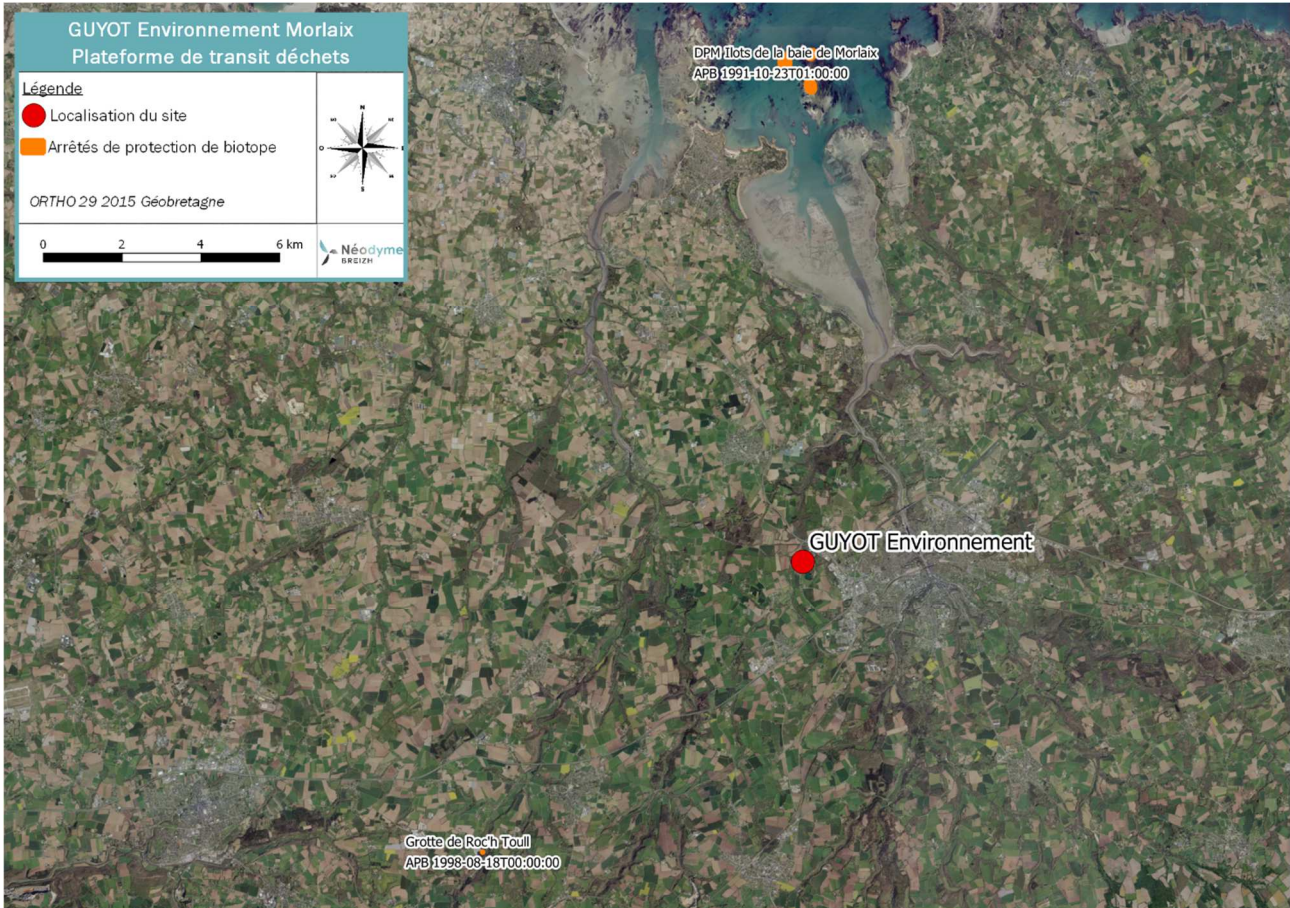 GUYOT Environnement Morlaix
Plateforme de transit déchets
Légende
Localisation du site
Arrêtés de protection de biotope
ORTHO 29 2015 Géobretagne
0 2 4 6 km
Néodyme
BREIZH
N
O
S
DPM Ilots de la baie de Morlaix
APB 1991-10-23T01:00:00
GUYOT Environnement
Grotte de Roc'h Toull
APB 1998-08-18T00:00:00